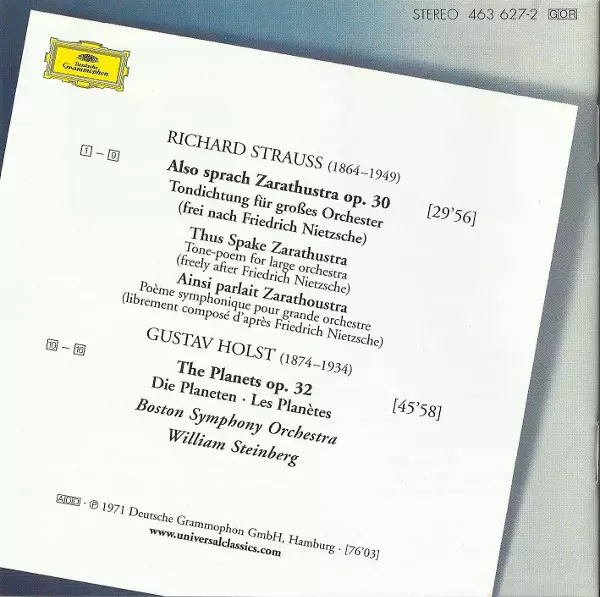 STEREO 463 627-2 GOR
Deutsche
Grammophon
RICHARD STRAUSS (1864–1949)
1 – 9
Also sprach Zarathustra op. 30
Tondichtung für großes Orchester
[29’56]
(frei nach Friedrich Nietzsche)
Thus Spake Zarathustra
Tone-poem for large orchestra
(freely after Friedrich Nietzsche)
Ainsi parlait Zarathoustra
Poème symphonique pour grande orchestre
(librement composé d’après Friedrich Nietzsche)
GUSTAV HOLST (1874–1934)
10 – 16
The Planets op. 32
Die Planeten · Les Planètes
[45’58]
Boston Symphony Orchestra
William Steinberg
ADD · ℗ 1971 Deutsche Grammophon GmbH, Hamburg · [76’03]
www.universalclassics.com